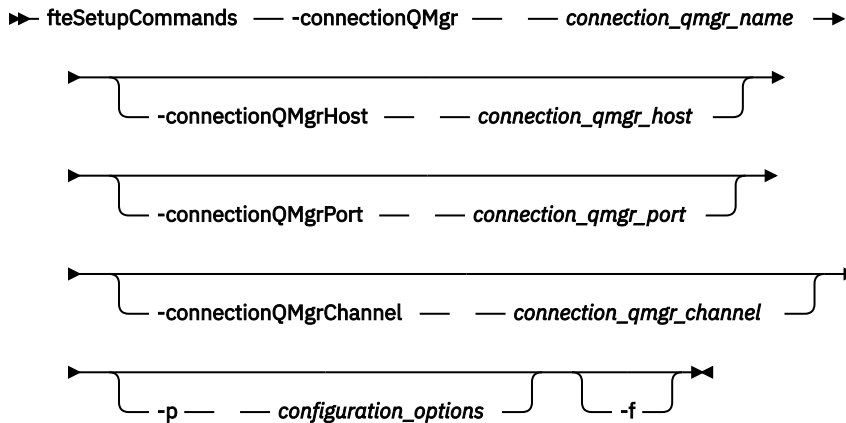 fteSetupCommands -connectionQMgr connection_qmgr_name
-connectionQMgrHost connection_qmgr_host
-connectionQMgrPort connection_qmgr_port
-connectionQMgrChannel connection_qmgr_channel
-p configuration_options -f